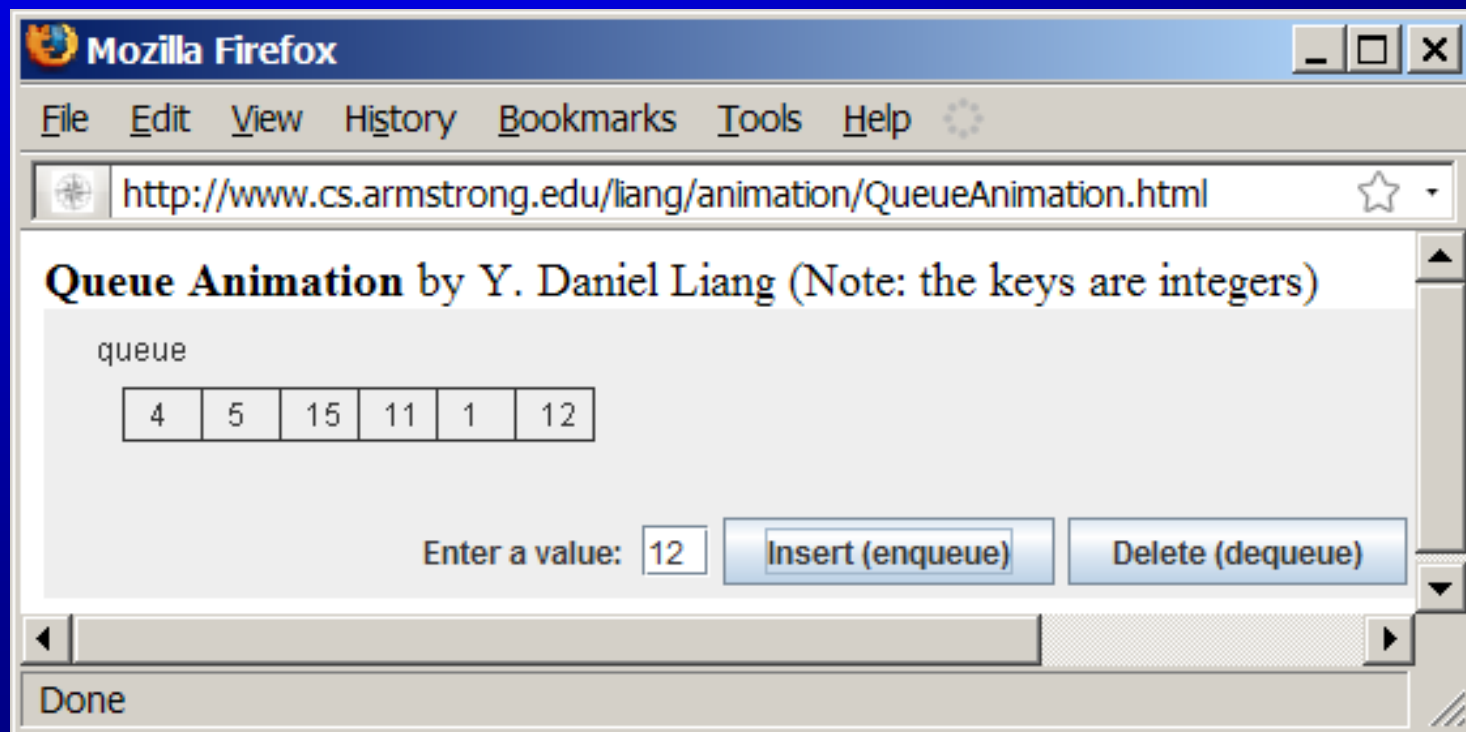 Mozilla Firefox
File Edit View History Bookmarks Tools Help
http://www.cs.armstrong.edu/liang/animation/QueueAnimation.html
Queue Animation by Y. Daniel Liang (Note: the keys are integers)
queue
4 5 15 11 1 12
Enter a value: 12 Insert (enqueue) Delete (dequeue)
Done